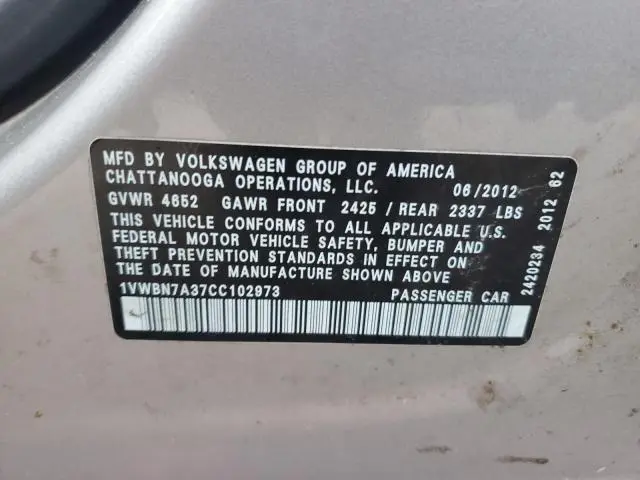 MFD BY VOLKSWAGEN GROUP OF AMERICA
CHATTANOOGA OPERATIONS, LLC. 06/2012
GVWR 4652 GAWR FRONT 2425 / REAR 2337 LBS
THIS VEHICLE CONFORMS TO ALL APPLICABLE U.S.
FEDERAL MOTOR VEHICLE SAFETY, BUMPER AND
THEFT PREVENTION STANDARDS IN EFFECT ON
THE DATE OF MANUFACTURE SHOWN ABOVE
1VWBN7A37CC102973 PASSENGER CAR
2420234 2012 62